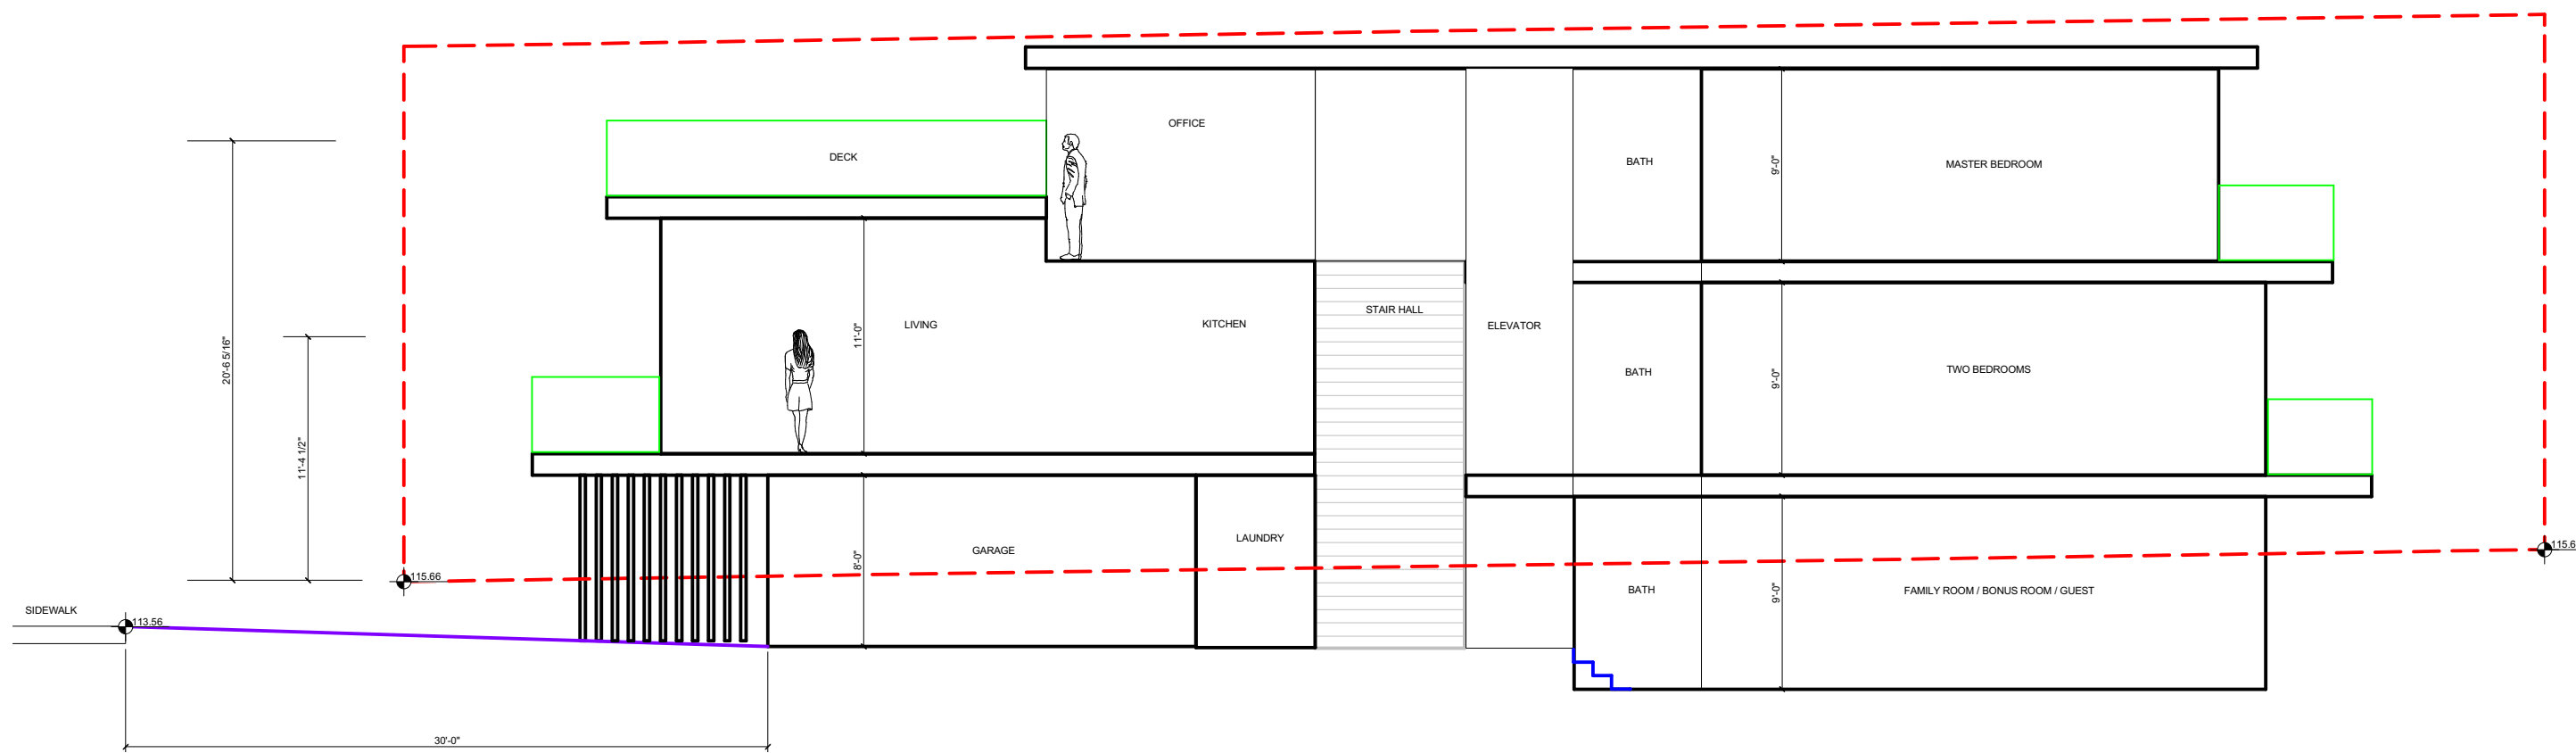 OFFICE
DECK
BATH
9'-0"
MASTER BEDROOM
20'-6 5/16"
11'-4 1/2"
LIVING
11'-0"
KITCHEN
STAIR HALL
ELEVATOR
BATH
9'-0"
TWO BEDROOMS
GARAGE
8'-0"
LAUNDRY
BATH
9'-0"
FAMILY ROOM / BONUS ROOM / GUEST
115.66
115.6
SIDEWALK
113.56
30'-0"